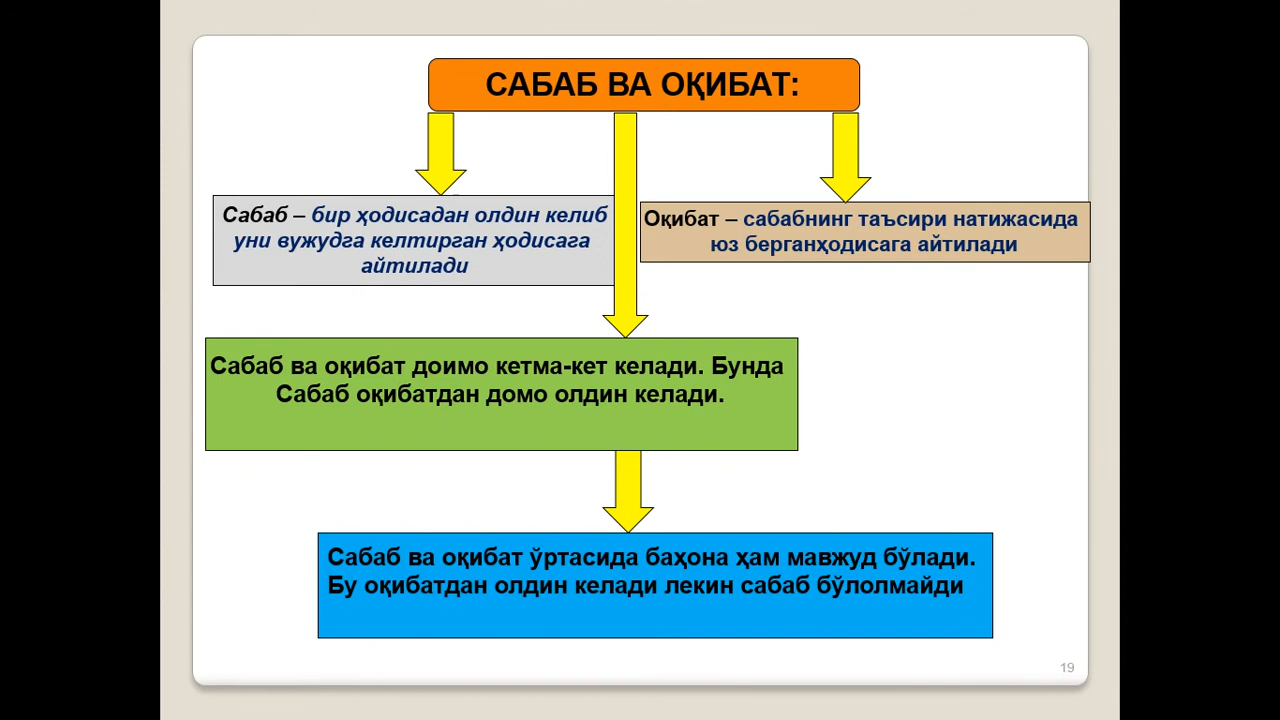 САБАБ ВА ОҚИБАТ:
Сабаб – бир ҳодисадан олдин келиб
уни вужудга келтирган ҳодисага
айтилади
Оқибат – сабабнинг таъсири натижасида
юз берганҳодисага айтилади
Сабаб ва оқибат доимо кетма-кет келади. Бунда
Сабаб оқибатдан домо олдин келади.
Сабаб ва оқибат ўртасида баҳона ҳам мавжуд бўлади.
Бу оқибатдан олдин келади лекин сабаб бўлолмайди
19